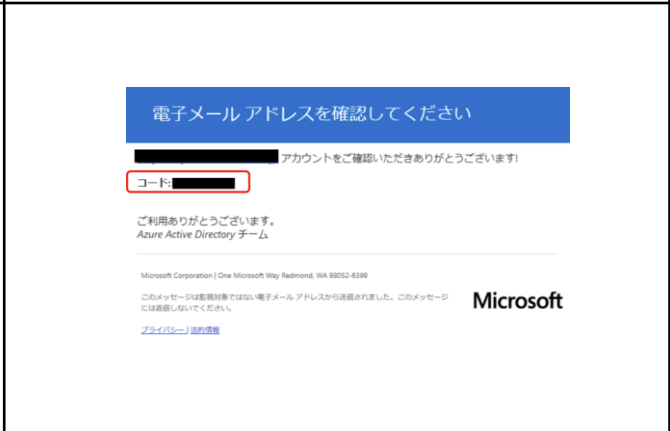 電子メール アドレスを確認してください
アカウントをご確認いただきありがとうございます!
コード:
ご利用ありがとうございます。
Azure Active Directory チーム
Microsoft Corporation | One Microsoft Way Redmond, WA 98052-6399
このメッセージは監視対象ではない電子メール アドレスから送信されました。このメッセージ
には返信しないでください。
Microsoft
プライバシー | 法的情報